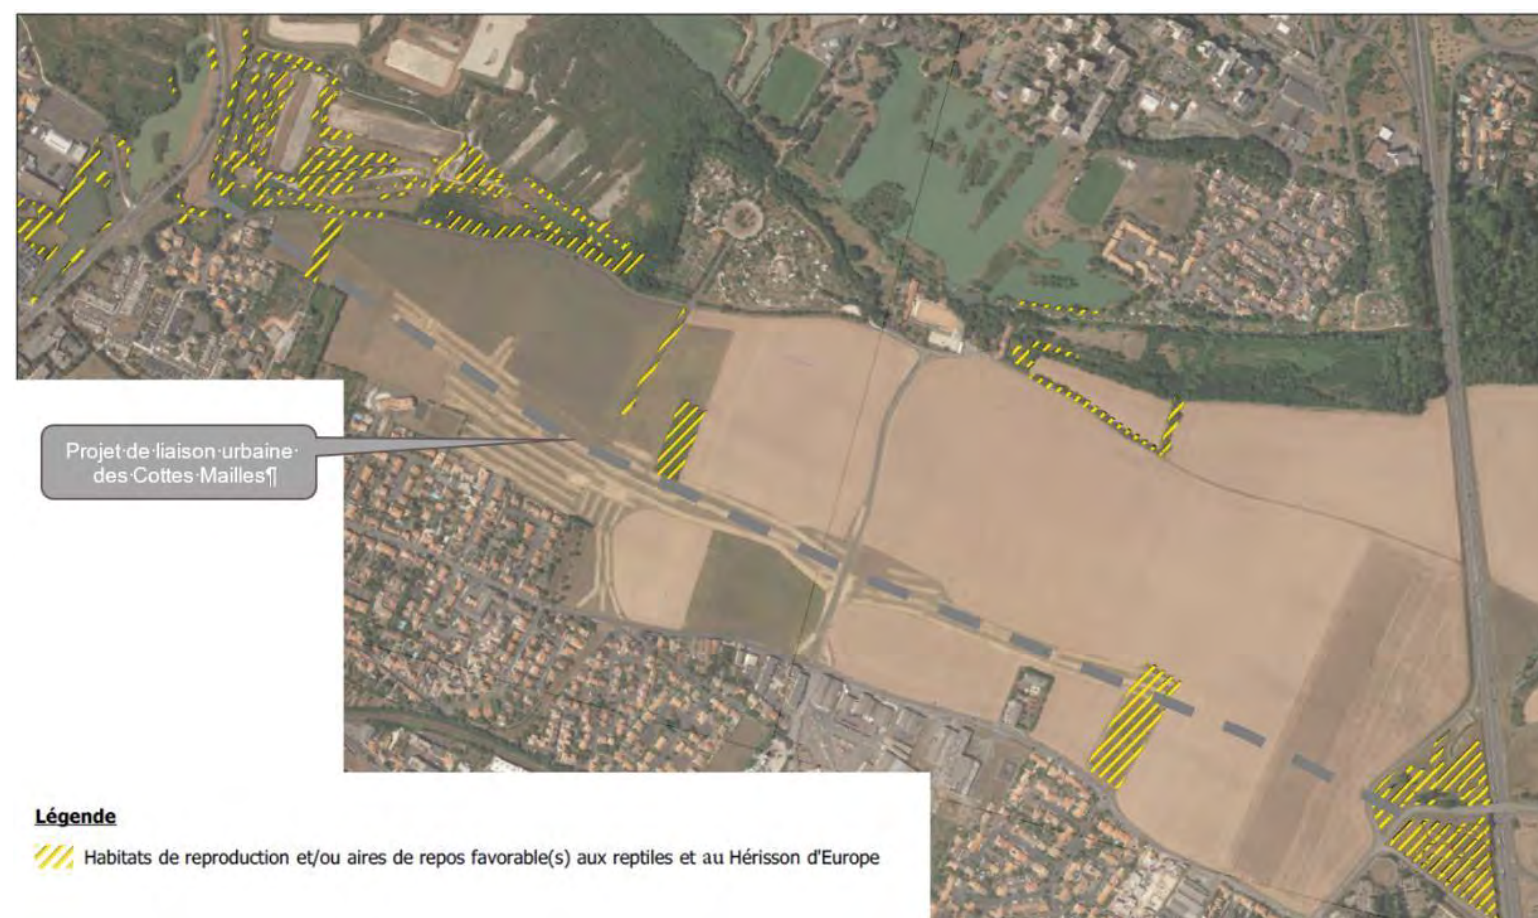 Projet·de·liaison·urbaine·
des·Cottes·Mailles¶
Légende
Habitats de reproduction et/ou aires de repos favorable(s) aux reptiles et au Hérisson d'Europe